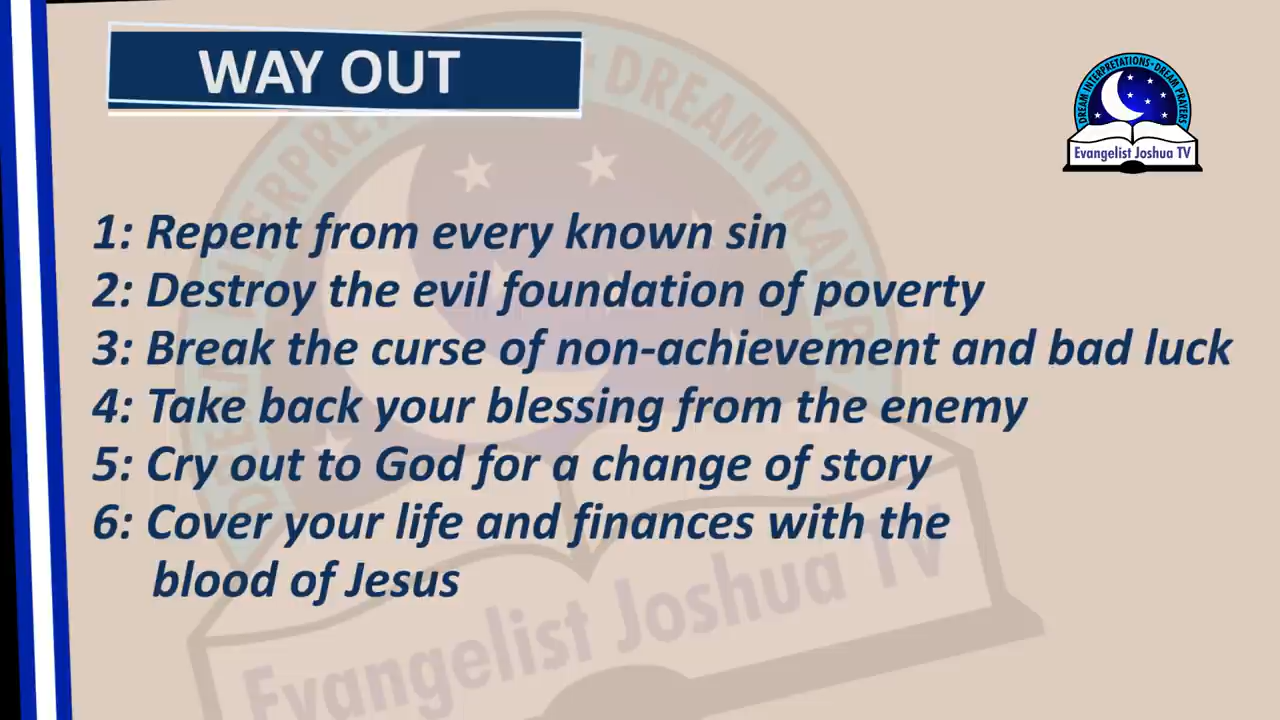 WAY OUT
DREAM INTERPRETATIONS · DREAM PRAYERS
Evangelist Joshua TV
1: Repent from every known sin
2: Destroy the evil foundation of poverty
3: Break the curse of non-achievement and bad luck
4: Take back your blessing from the enemy
5: Cry out to God for a change of story
6: Cover your life and finances with the
blood of Jesus
Evangelist Joshua TV